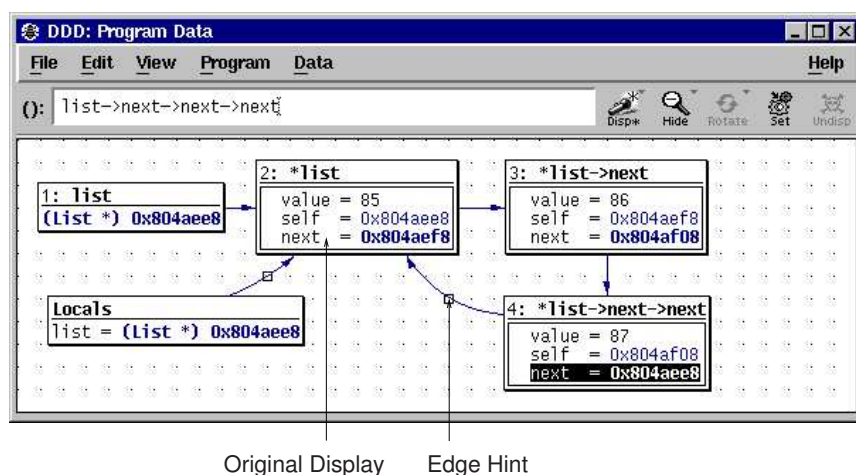 DDD: Program Data
File Edit View Program Data Help
(): list->next->next->next
Disp* Hide Rotate Set Undisp
1: list
(List *) 0x804aee8
2: *list
value = 85
self = 0x804aee8
next = 0x804aef8
3: *list->next
value = 86
self = 0x804aef8
next = 0x804af08
Locals
list = (List *) 0x804aee8
4: *list->next->next
value = 87
self = 0x804af08
next = 0x804aee8
Original Display
Edge Hint